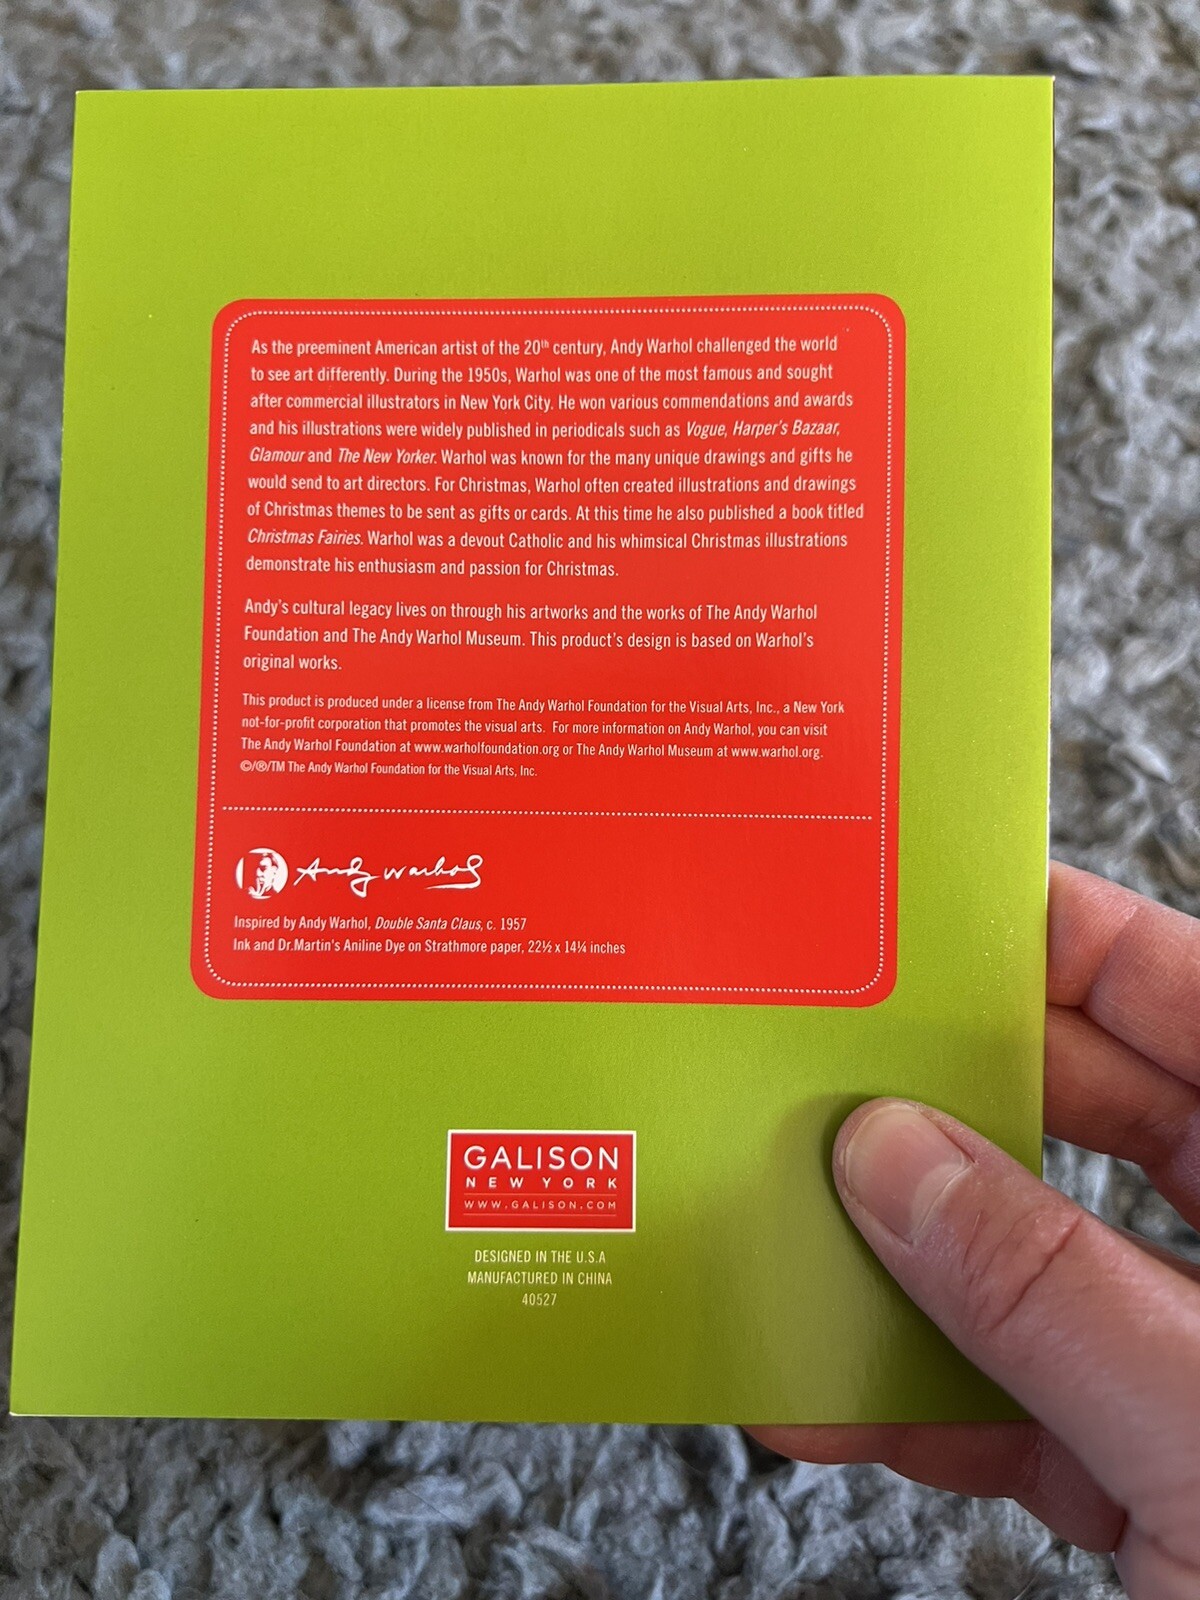 As the preeminent American artist of the 20th century, Andy Warhol challenged the world
to see art differently. During the 1950s, Warhol was one of the most famous and sought
after commercial illustrators in New York City. He won various commendations and awards
and his illustrations were widely published in periodicals such as Vogue, Harper's Bazaar,
Glamour and The New Yorker. Warhol was known for the many unique drawings and gifts he
would send to art directors. For Christmas, Warhol often created illustrations and drawings
of Christmas themes to be sent as gifts or cards. At this time he also published a book titled
Christmas Fairies. Warhol was a devout Catholic and his whimsical Christmas illustrations
demonstrate his enthusiasm and passion for Christmas.
Andy's cultural legacy lives on through his artworks and the works of The Andy Warhol
Foundation and The Andy Warhol Museum. This product's design is based on Warhol's
original works.
This product is produced under a license from The Andy Warhol Foundation for the Visual Arts, Inc., a New York
not-for-profit corporation that promotes the visual arts. For more information on Andy Warhol, you can visit
The Andy Warhol Foundation at www.warholfoundation.org or The Andy Warhol Museum at www.warhol.org.
©/®/TM The Andy Warhol Foundation for the Visual Arts, Inc.
Andy Warhol
Inspired by Andy Warhol, Double Santa Claus, c. 1957
Ink and Dr.Martin's Aniline Dye on Strathmore paper, 22½ x 14¼ inches
GALISON
NEW YORK
WWW.GALISON.COM
DESIGNED IN THE U.S.A
MANUFACTURED IN CHINA
40527